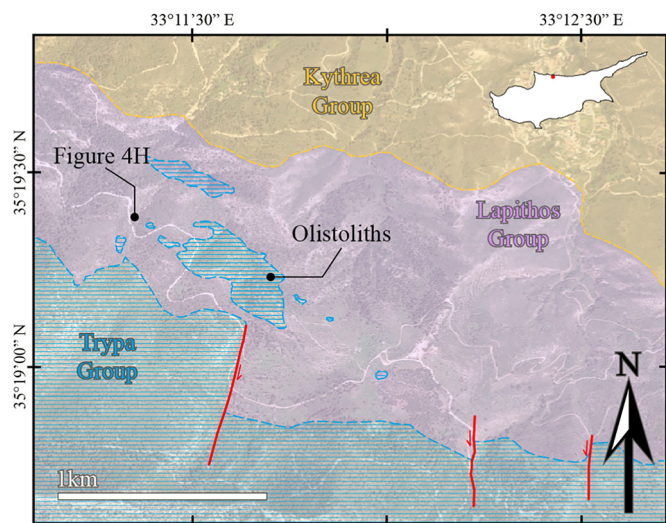 33°11'30” E
33°12'30” E
35°19'30” N
35°19'00” N
Kythrea
Group
Figure 4H
Lapithos
Group
Olistoliths
Trypa
Group
N
1km